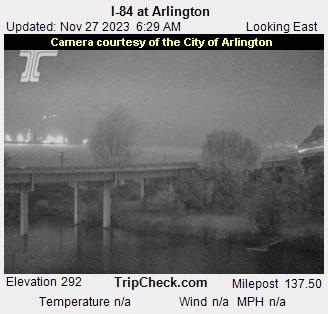 I-84 at Arlington
Updated: Nov 27 2023 6:29 AM Looking East
Camera courtesy of the City of Arlington
Elevation 292 TripCheck.com Milepost 137.50
Temperature n/a Wind n/a MPH n/a